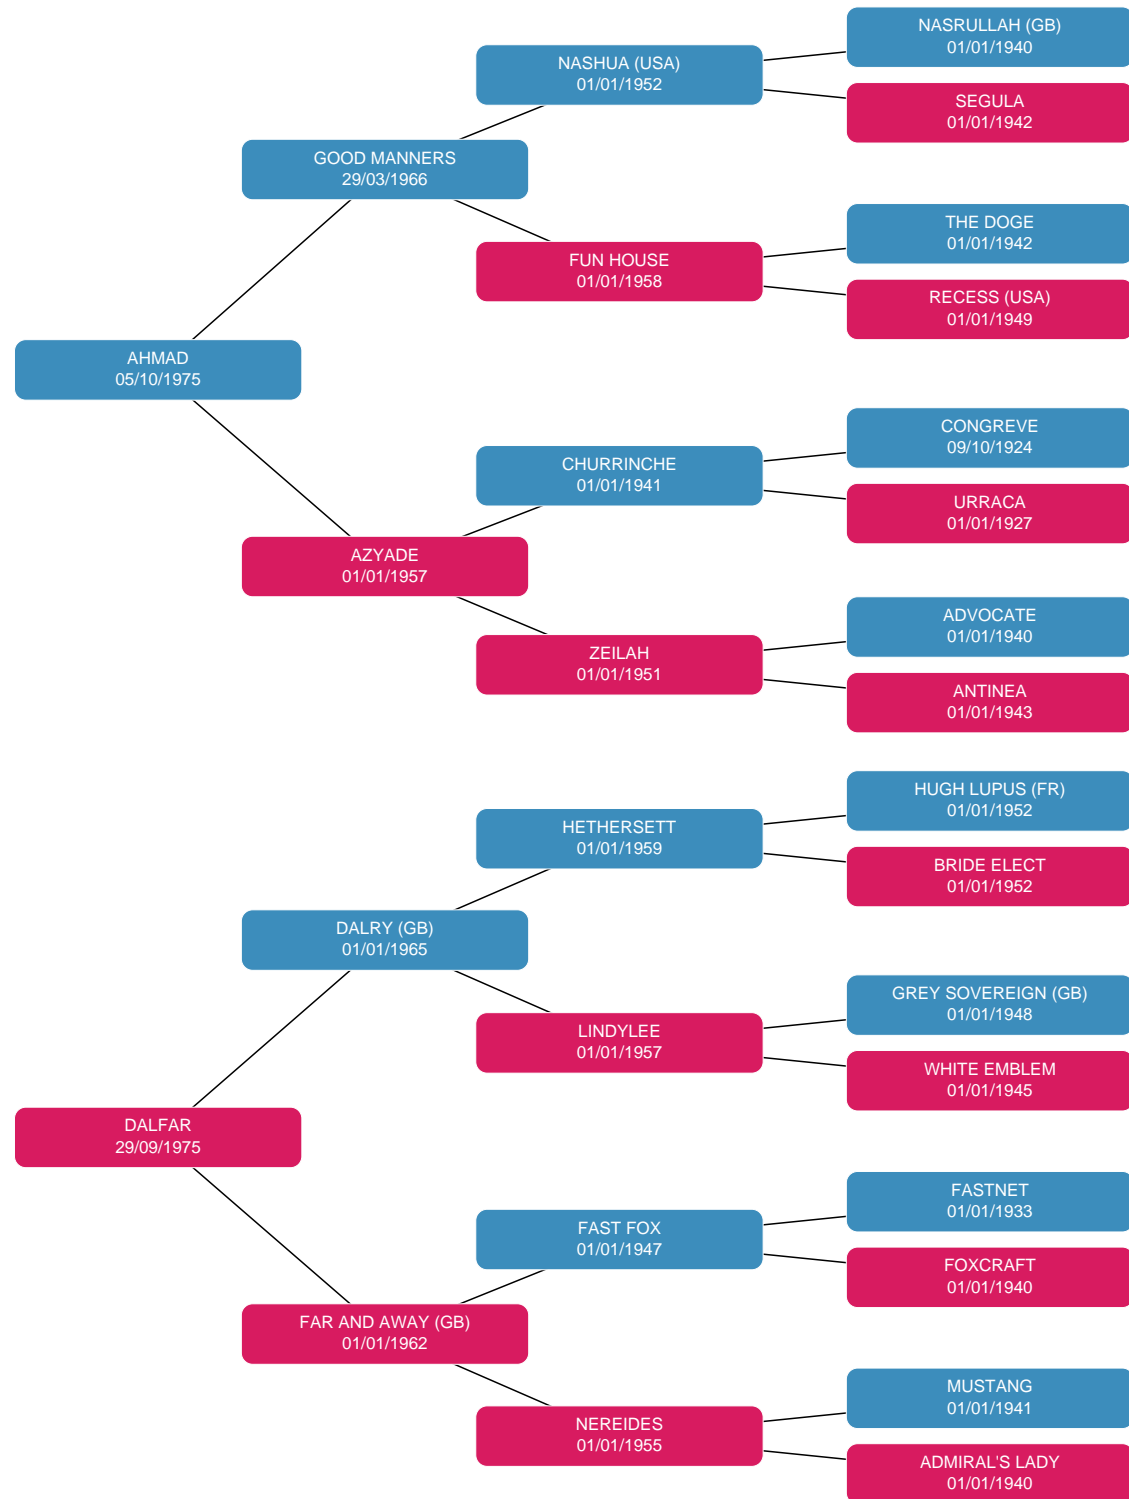 NASRULLAH (GB)
01/01/1940
NASHUA (USA)
01/01/1952
SEGULA
01/01/1942
GOOD MANNERS
29/03/1966
THE DOGE
01/01/1942
FUN HOUSE
01/01/1958
RECESS (USA)
01/01/1949
AHMAD
05/10/1975
CONGREVE
09/10/1924
CHURRINCHE
01/01/1941
URRACA
01/01/1927
AZYADE
01/01/1957
ADVOCATE
01/01/1940
ZEILAH
01/01/1951
ANTINEA
01/01/1943
HUGH LUPUS (FR)
01/01/1952
HETHERSETT
01/01/1959
BRIDE ELECT
01/01/1952
DALRY (GB)
01/01/1965
GREY SOVEREIGN (GB)
01/01/1948
LINDYLEE
01/01/1957
WHITE EMBLEM
01/01/1945
DALFAR
29/09/1975
FASTNET
01/01/1933
FAST FOX
01/01/1947
FOXCRAFT
01/01/1940
FAR AND AWAY (GB)
01/01/1962
MUSTANG
01/01/1941
NEREIDES
01/01/1955
ADMIRAL'S LADY
01/01/1940